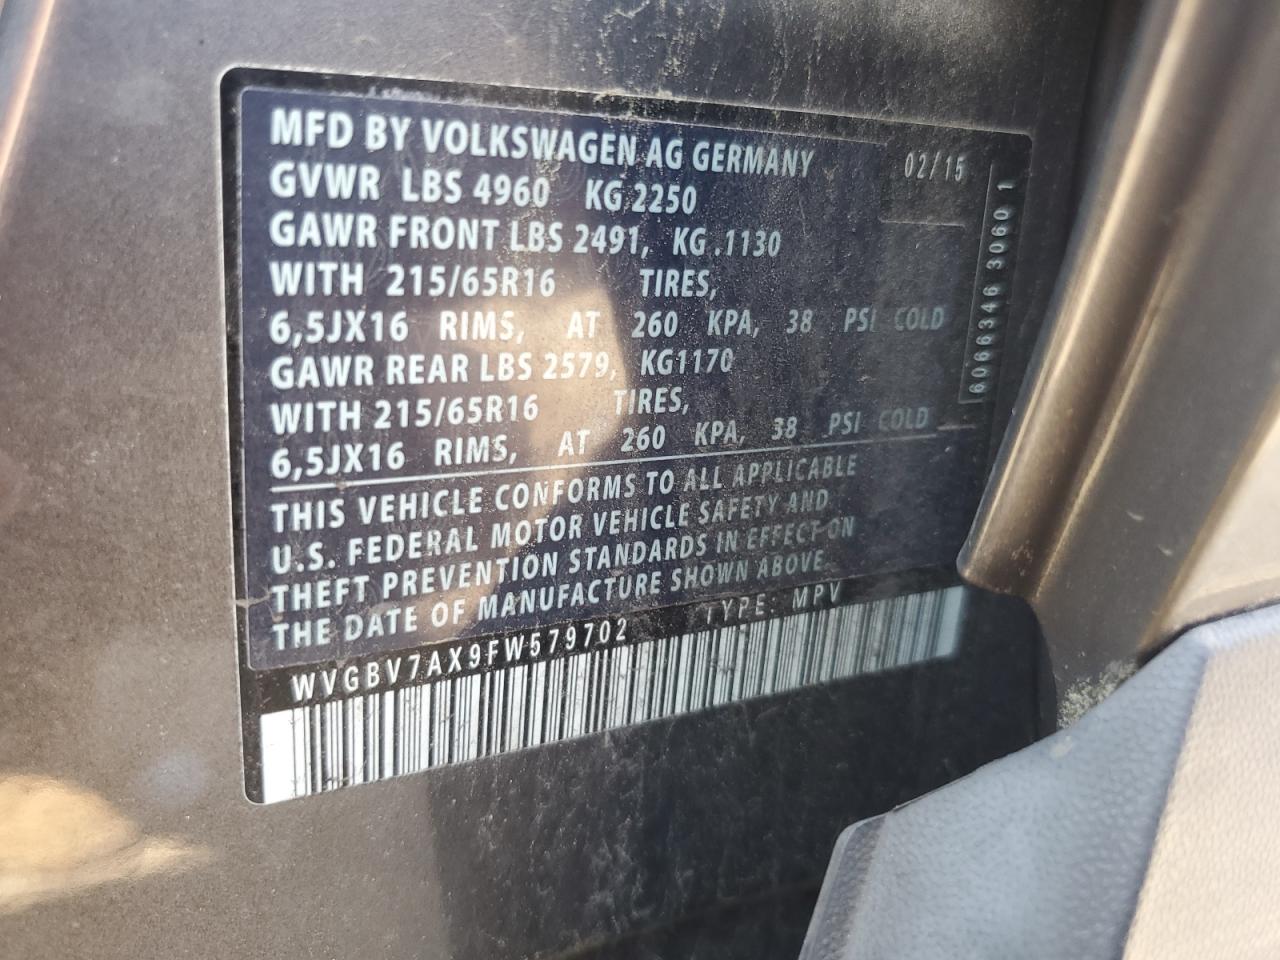 MFD BY VOLKSWAGEN AG GERMANY 02/15
GVWR LBS 4960 KG 2250
GAWR FRONT LBS 2491, KG .1130
WITH 215/65R16 TIRES,
6,5JX16 RIMS, AT 260 KPA, 38 PSI COLD
GAWR REAR LBS 2579, KG1170
WITH 215/65R16 TIRES,
6,5JX16 RIMS, AT 260 KPA, 38 PSI COLD
THIS VEHICLE CONFORMS TO ALL APPLICABLE
U.S. FEDERAL MOTOR VEHICLE SAFETY AND
THEFT PREVENTION STANDARDS IN EFFECT ON
THE DATE OF MANUFACTURE SHOWN ABOVE.
WVGBV7AX9FW579702 TYPE: MPV
6066346 3060 1